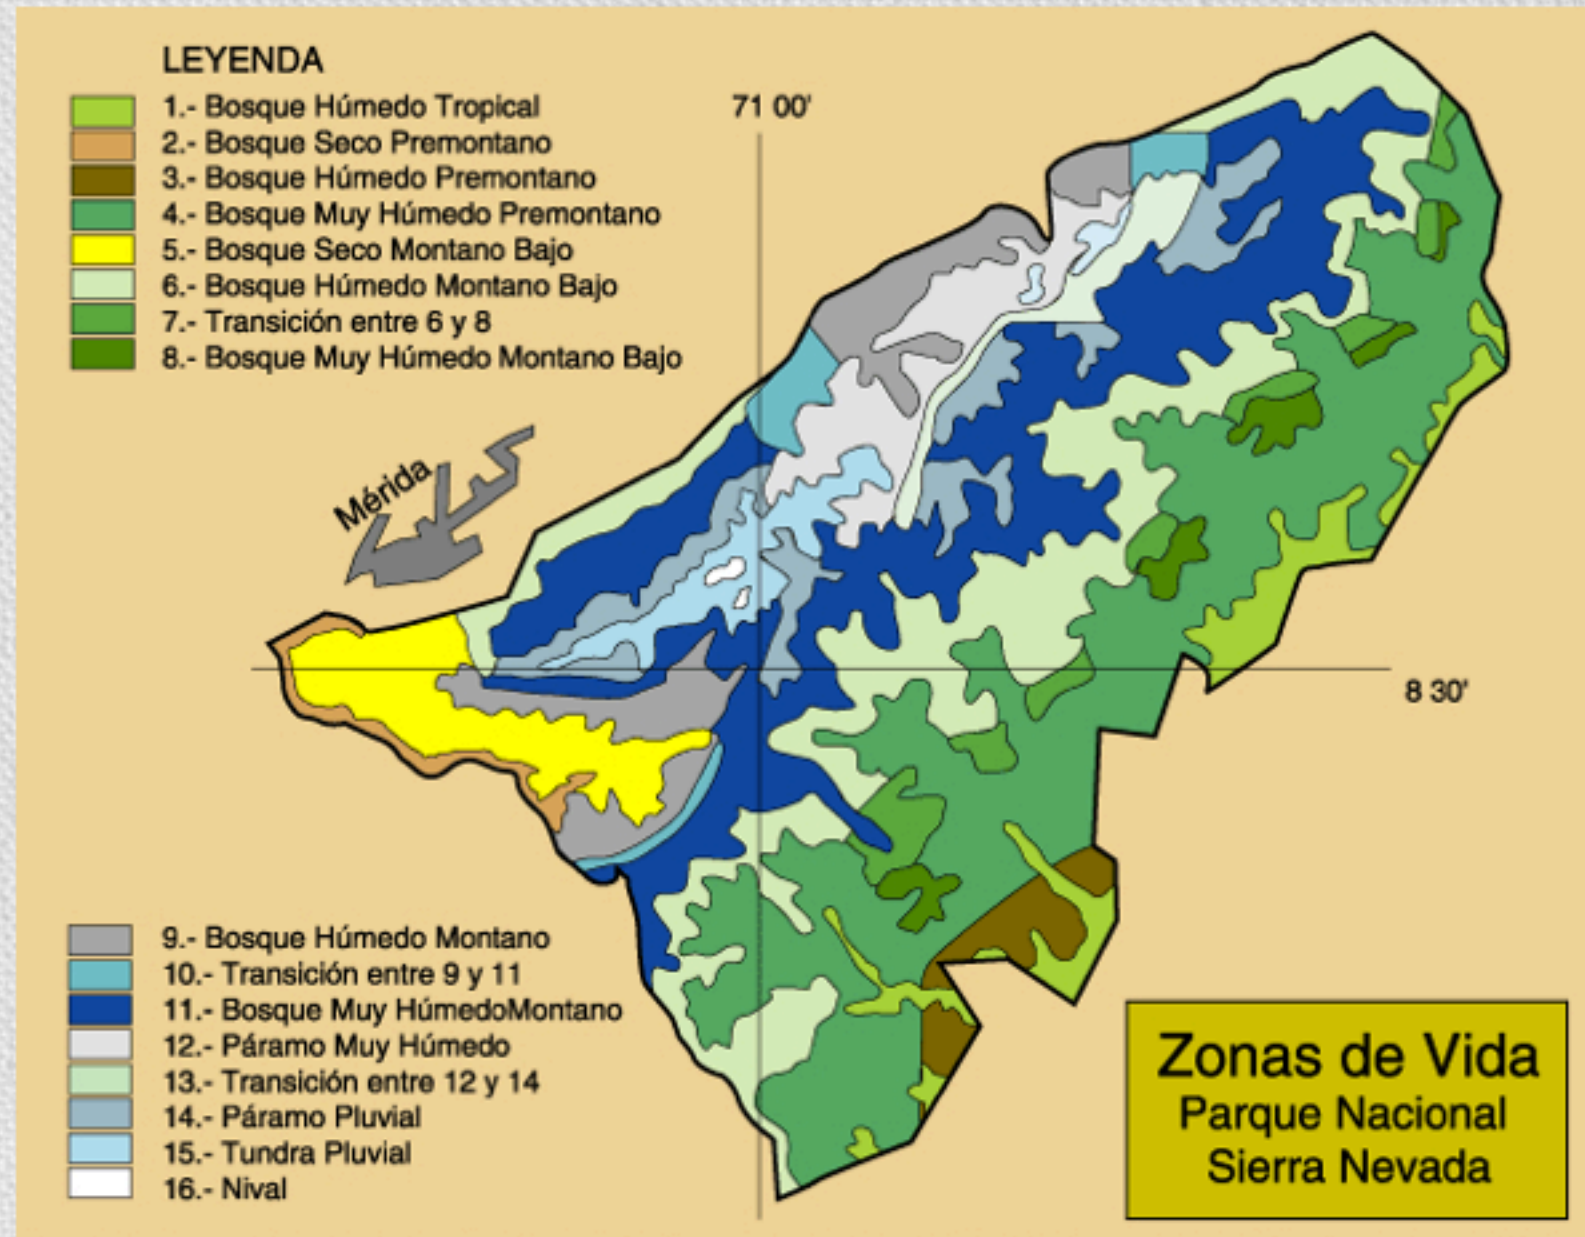 LEYENDA
1.- Bosque Húmedo Tropical
2.- Bosque Seco Premontano
3.- Bosque Húmedo Premontano
4.- Bosque Muy Húmedo Premontano
5.- Bosque Seco Montano Bajo
6.- Bosque Húmedo Montano Bajo
7.- Transición entre 6 y 8
8.- Bosque Muy Húmedo Montano Bajo
71 00'
Mérida
8 30'
9.- Bosque Húmedo Montano
10.- Transición entre 9 y 11
11.- Bosque Muy HúmedoMontano
12.- Páramo Muy Húmedo
13.- Transición entre 12 y 14
14.- Páramo Pluvial
15.- Tundra Pluvial
16.- Nival
Zonas de Vida
Parque Nacional
Sierra Nevada